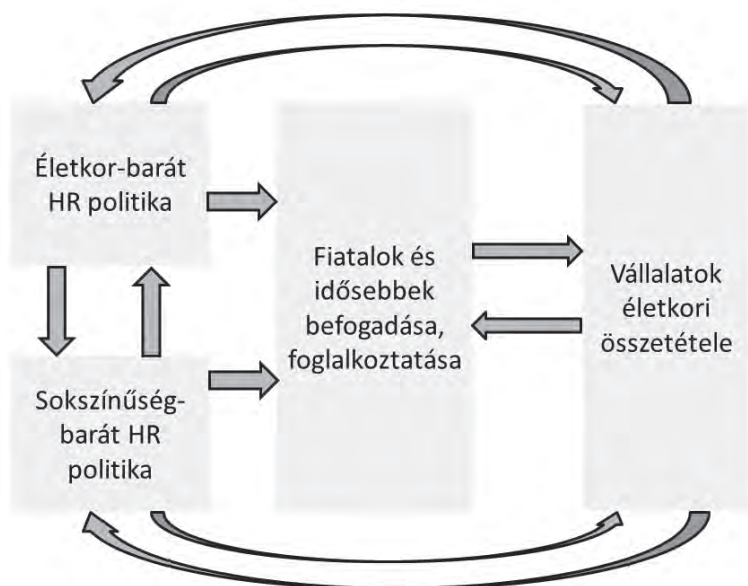 Életkor-barát
HR politika
Sokszínűség-
barát HR
politika
Fiatalok és
idősebbek
befogadása,
foglalkoztatása
Vállalatok
életkori
összetétele